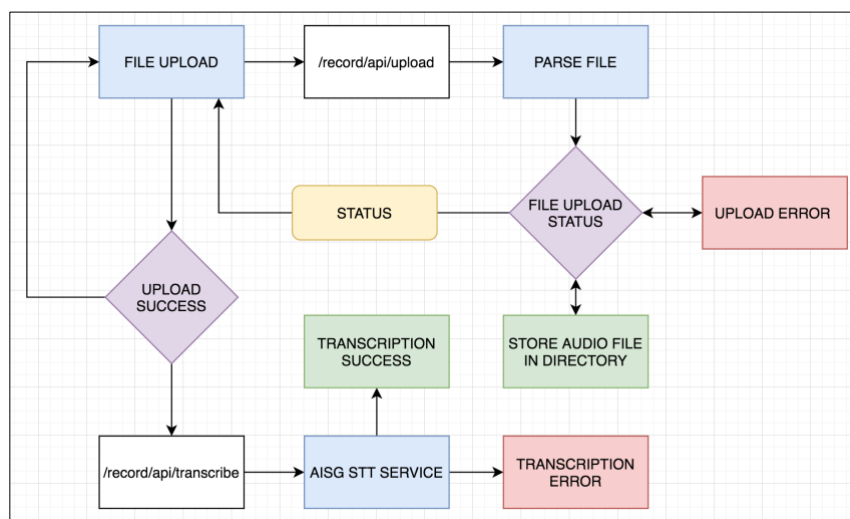 FILE UPLOAD
/record/api/upload
PARSE FILE
STATUS
FILE UPLOAD
STATUS
UPLOAD ERROR
UPLOAD
SUCCESS
TRANSCRIPTION
SUCCESS
STORE AUDIO FILE
IN DIRECTORY
/record/api/transcribe
AISG STT SERVICE
TRANSCRIPTION
ERROR